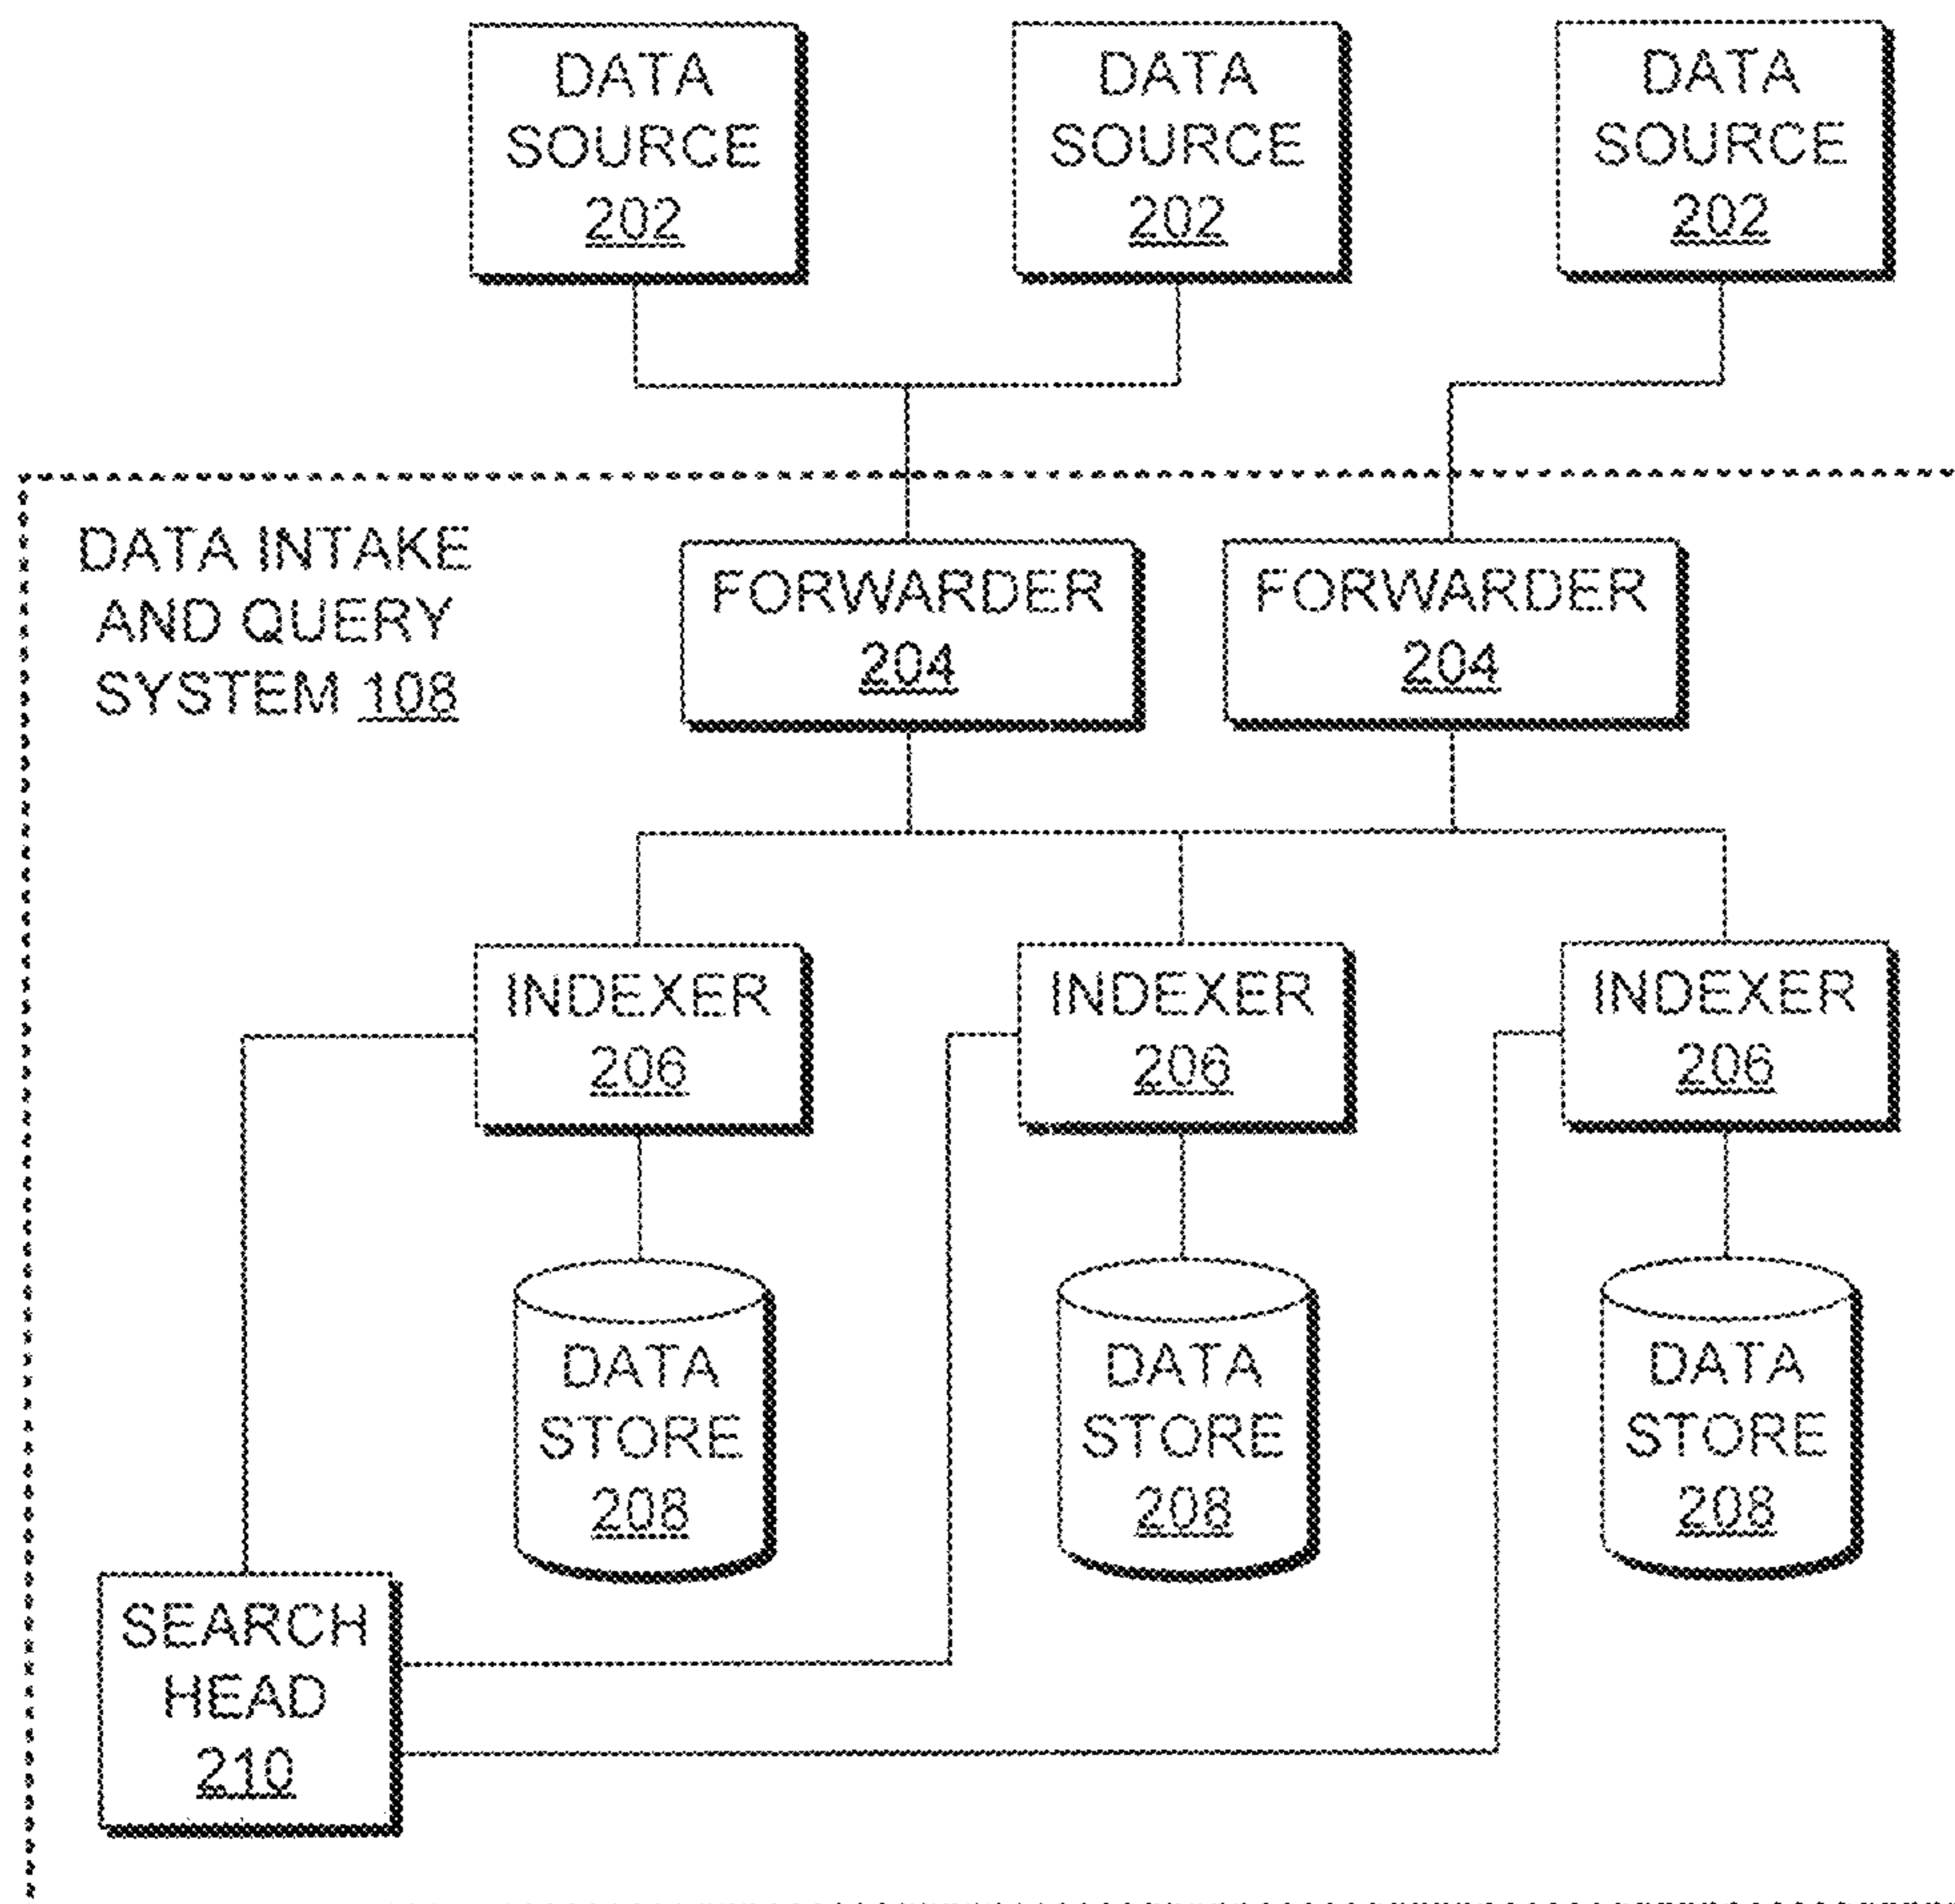 DATA
SOURCE
202
DATA
SOURCE
202
DATA
SOURCE
202
DATA INTAKE
AND QUERY
SYSTEM 108
FORWARDER
204
FORWARDER
204
INDEXER
206
INDEXER
206
INDEXER
206
DATA
STORE
208
DATA
STORE
208
DATA
STORE
208
SEARCH
HEAD
210